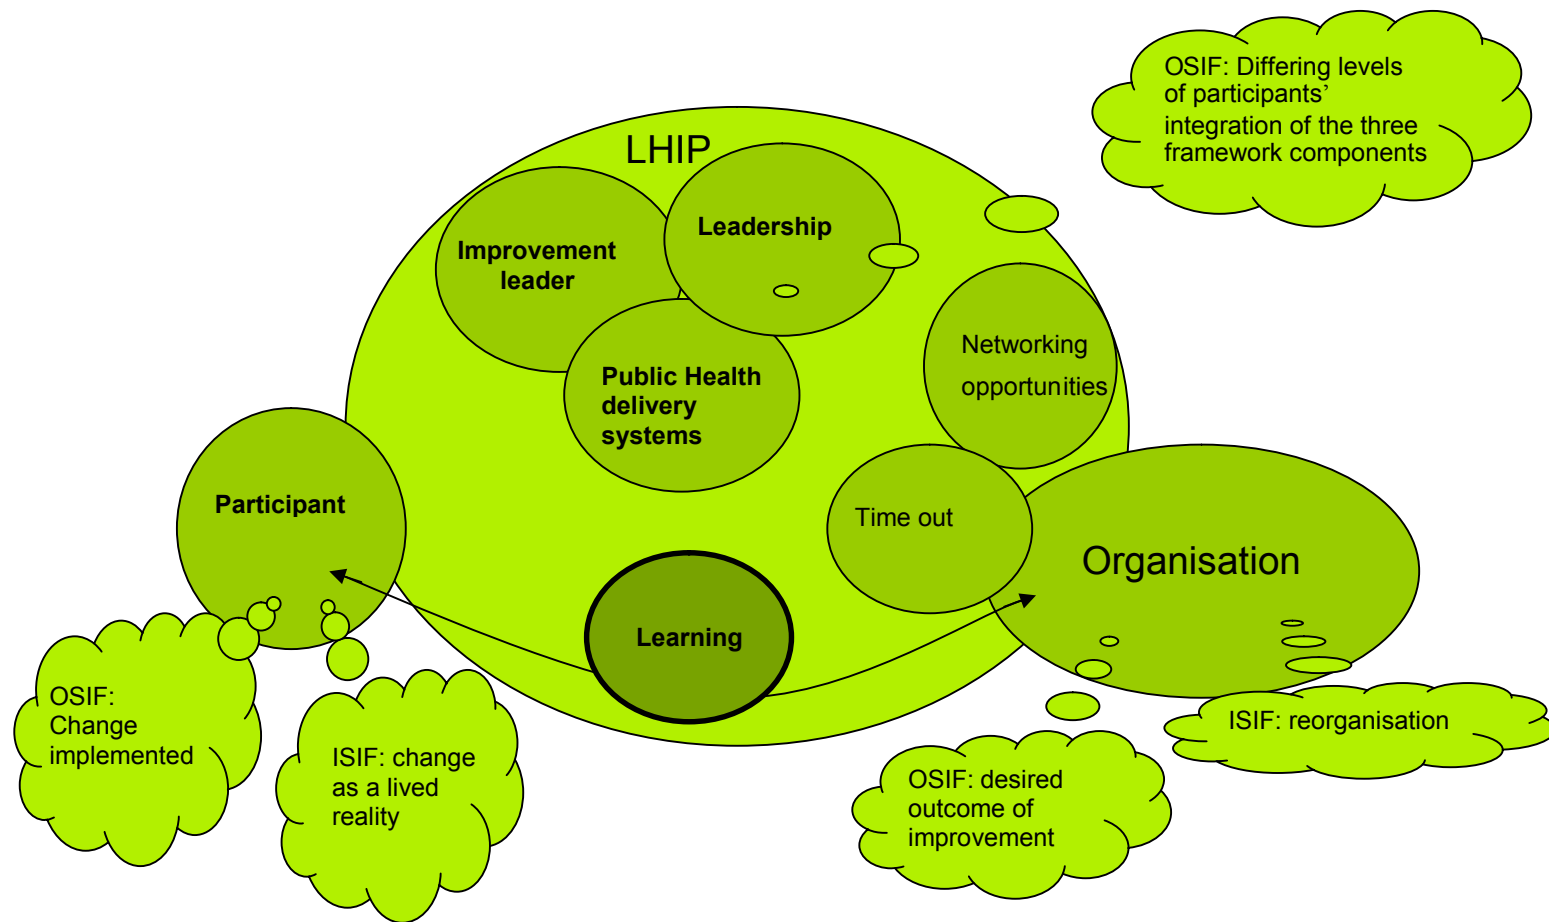 OSIF: Differing levels
of participants’
integration of the three
framework components
LHIP
Leadership
Improvement
leader
Networking
opportunities
Public Health
delivery
systems
Participant
Time out
Organisation
Learning
OSIF:
Change
implemented
ISIF: change
as a lived
reality
OSIF: desired
outcome of
improvement
ISIF: reorganisation